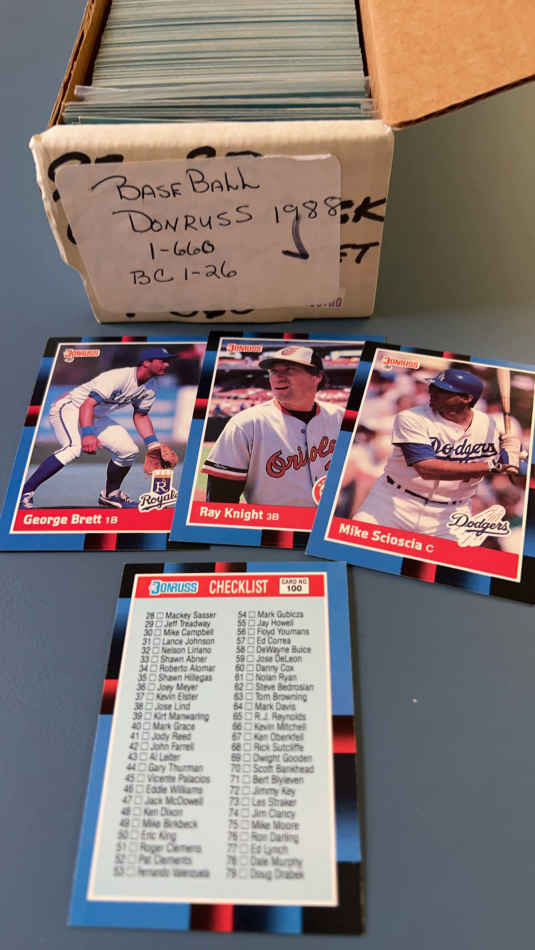 BASEBALL
DONRUSS 1988
1-660
BC 1-26
DONRUSS
George Brett 1B
Royals
DONRUSS
Orioles
Ray Knight 3B
DONRUSS
Dodgers
Mike Scioscia C
Dodgers
DONRUSS CHECKLIST CARD NO. 100
28 Mackey Sasser
29 Jeff Treadway
30 Mike Campbell
31 Lance Johnson
32 Nelson Liriano
33 Shawn Abner
34 Roberto Alomar
35 Shawn Hillegas
36 Joey Meyer
37 Kevin Elster
38 Jose Lind
39 Kirt Manwaring
40 Mark Grace
41 Jody Reed
42 John Farrell
43 Al Leiter
44 Gary Thurman
45 Vicente Palacios
46 Eddie Williams
47 Jack McDowell
48 Ken Dixon
49 Mike Birkbeck
50 Eric King
51 Roger Clemens
52 Pat Clements
53 Fernando Valenzuela
54 Mark Gubicza
55 Jay Howell
56 Floyd Youmans
57 Ed Correa
58 DeWayne Buice
59 Jose DeLeon
60 Danny Cox
61 Nolan Ryan
62 Steve Bedrosian
63 Tom Browning
64 Mark Davis
65 R.J. Reynolds
66 Kevin Mitchell
67 Ken Oberkfell
68 Rick Sutcliffe
69 Dwight Gooden
70 Scott Bankhead
71 Bert Blyleven
72 Jimmy Key
73 Les Straker
74 Jim Clancy
75 Mike Moore
76 Ron Darling
77 Ed Lynch
78 Dale Murphy
79 Doug Drabek